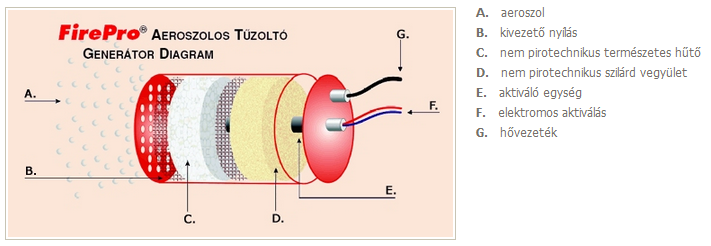 FirePro® AEROSZOLOS TŰZOLTÓ
GENERÁTOR DIAGRAM
G.
A.
F.
B.
E.
C.
D.
A. aeroszol
B. kivezető nyílás
C. nem pirotechnikus természetes hűtő
D. nem pirotechnikus szilárd vegyület
E. aktiváló egység
F. elektromos aktiválás
G. hővezeték